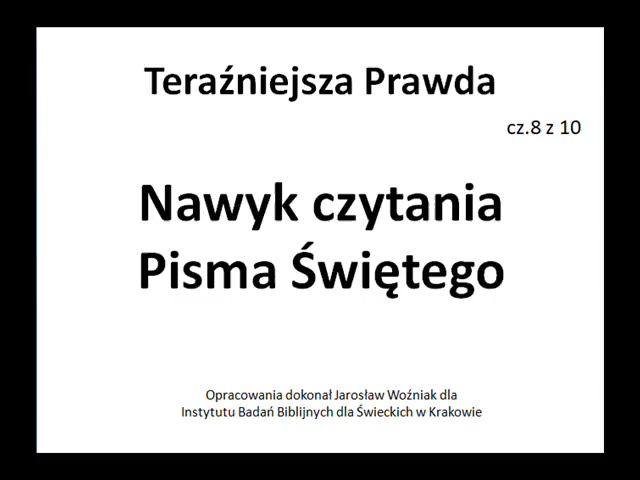 Teraźniejsza Prawda
cz.8 z 10
Nawyk czytania
Pisma Świętego
Opracowania dokonał Jarosław Woźniak dla
Instytutu Badań Biblijnych dla Świeckich w Krakowie